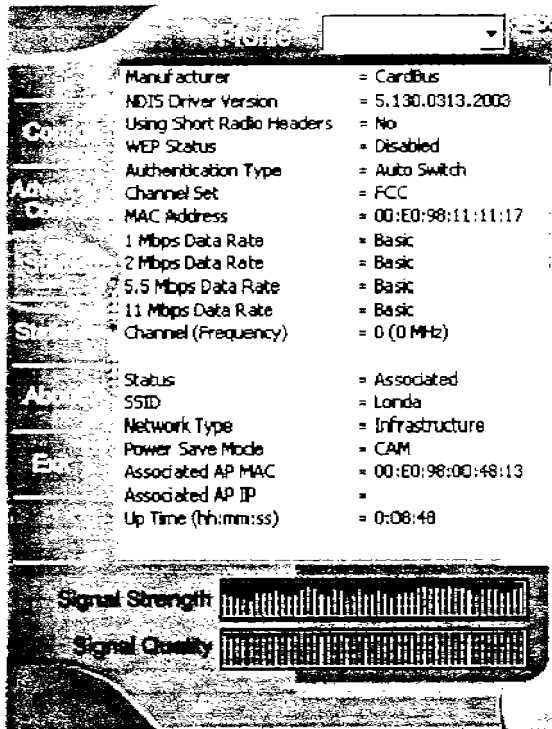 Profile
Manufacturer = CardBus
NDIS Driver Version = 5.130.0313.2003
Using Short Radio Headers = No
WEP Status = Disabled
Authentication Type = Auto Switch
Channel Set = FCC
MAC Address = 00:E0:98:11:11:17
1 Mbps Data Rate = Basic
2 Mbps Data Rate = Basic
5.5 Mbps Data Rate = Basic
11 Mbps Data Rate = Basic
Channel (Frequency) = 0 (0 MHz)
Status = Associated
SSID = Londa
Network Type = Infrastructure
Power Save Mode = CAM
Associated AP MAC = 00:E0:98:00:48:13
Associated AP IP =
Up Time (hh:mm:ss) = 0:08:48
Signal Strength
Signal Quality